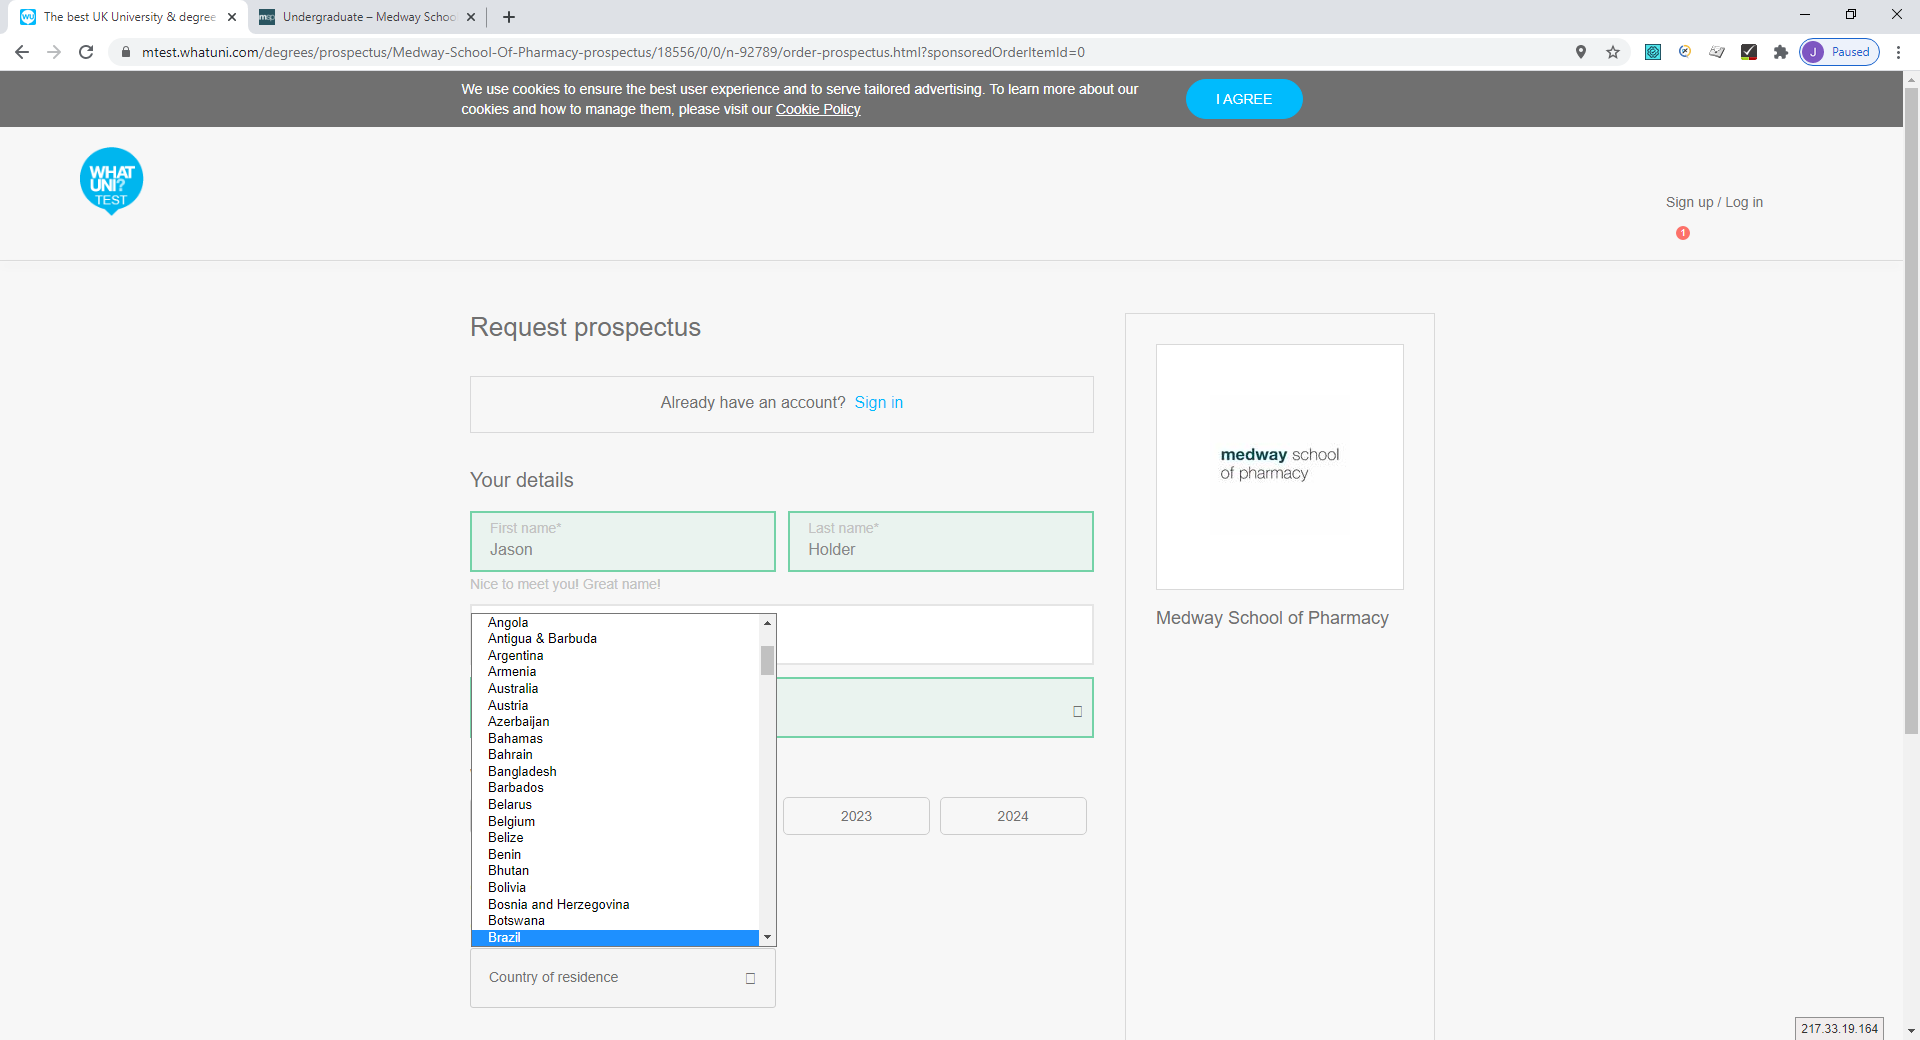 The best UK University & degree
Undergraduate – Medway Schoo
mtest.whatuni.com/degrees/prospectus/Medway-School-Of-Pharmacy-prospectus/18556/0/0/n-92789/order-prospectus.html?sponsoredOrderItemId=0
J Paused
We use cookies to ensure the best user experience and to serve tailored advertising. To learn more about our
cookies and how to manage them, please visit our Cookie Policy
I AGREE
WHAT
UNI?
TEST
Sign up / Log in
1
Request prospectus
Already have an account? Sign in
medway school
of pharmacy
Medway School of Pharmacy
Your details
First name*
Jason
Last name*
Holder
Nice to meet you! Great name!
Angola
Antigua & Barbuda
Argentina
Armenia
Australia
Austria
Azerbaijan
Bahamas
Bahrain
Bangladesh
Barbados
Belarus
Belgium
Belize
Benin
Bhutan
Bolivia
Bosnia and Herzegovina
Botswana
Brazil
2023
2024
Country of residence
217.33.19.164